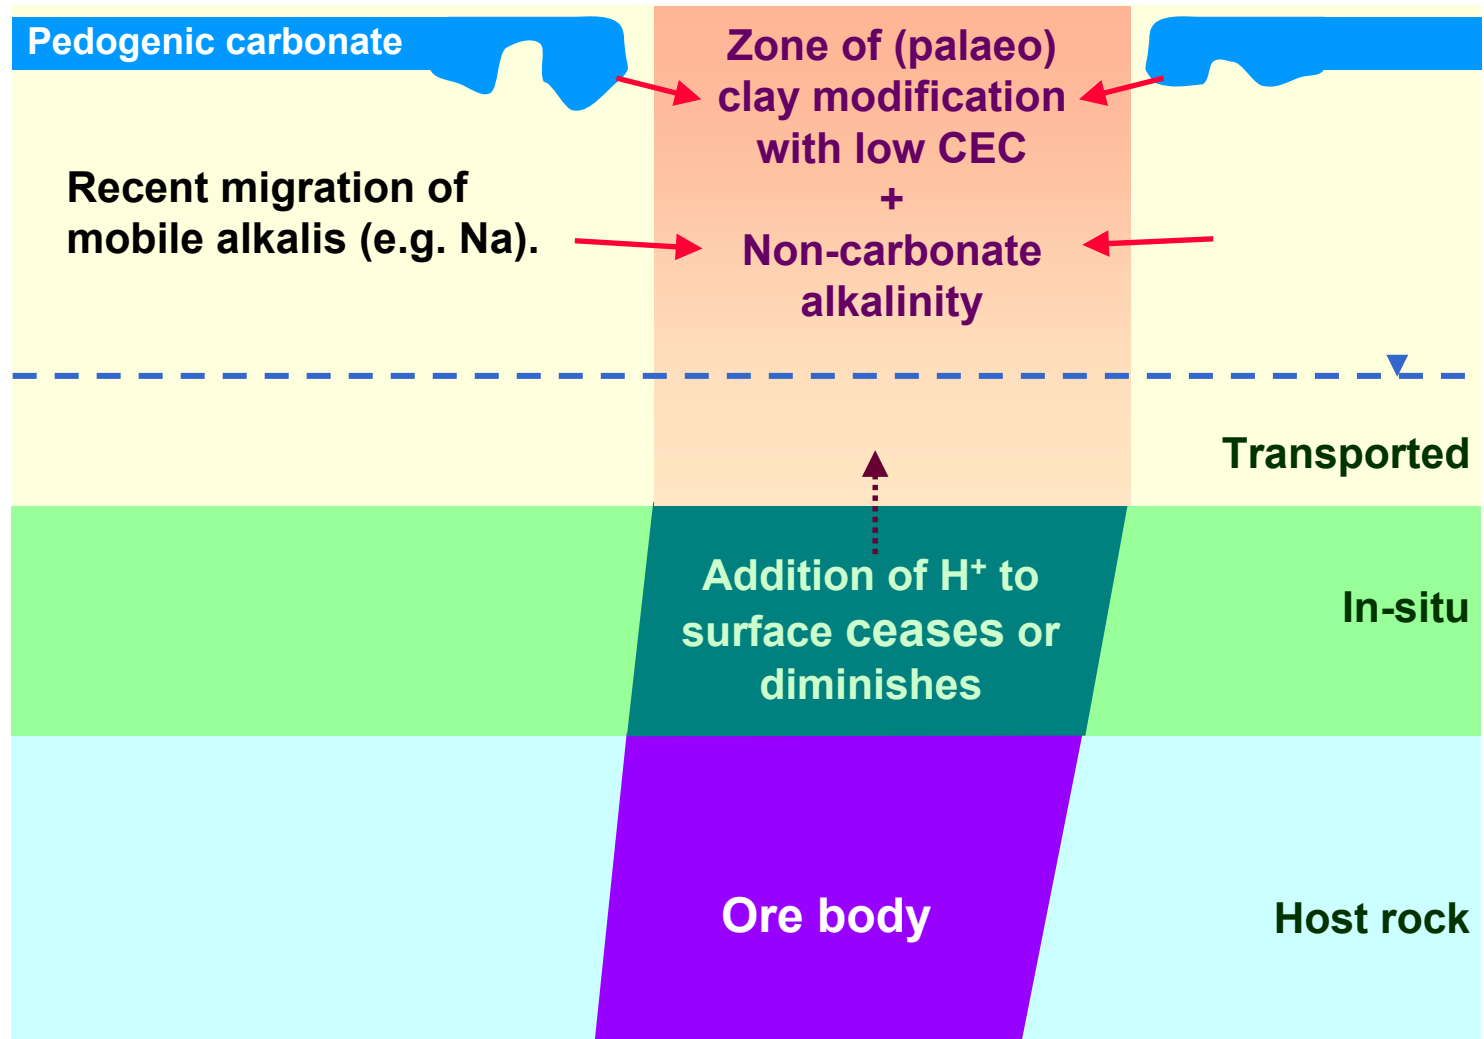 Pedogenic carbonate
Zone of (palaeo)
clay modification
with low CEC
+
Non-carbonate
alkalinity
Recent migration of
mobile alkalis (e.g. Na).
Transported
Addition of H⁺ to
surface ceases or
diminishes
In-situ
Ore body
Host rock